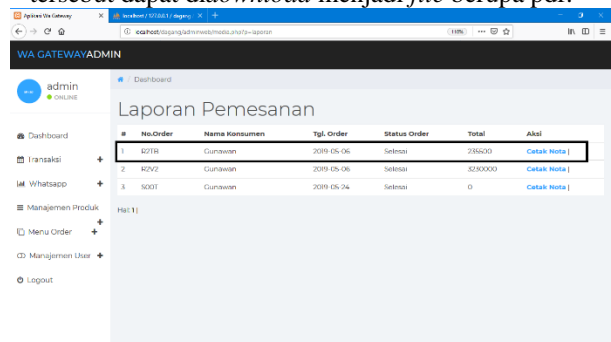 tersebut dapat didownload menjadi file berupa pdf.
Aplikasi Wa Gateway
localhost / 127.0.0.1 / dagang
localhost/dagang/adminweb/media.php?p=laporan
110%
WA GATEWAYADMIN
admin
ONLINE
Dashboard
Transaksi +
Whatsapp +
Manajemen Produk +
Menu Order +
Manajemen User +
Logout
/ Dashboard
Laporan Pemesanan
# No.Order Nama Konsumen Tgl. Order Status Order Total Aksi
1 R2TB Gunawan 2019-05-06 Selesai 235500 Cetak Nota |
2 R2V2 Gunawan 2019-05-06 Selesai 3230000 Cetak Nota |
3 S00T Gunawan 2019-05-24 Selesai 0 Cetak Nota |
Hal: 1 |